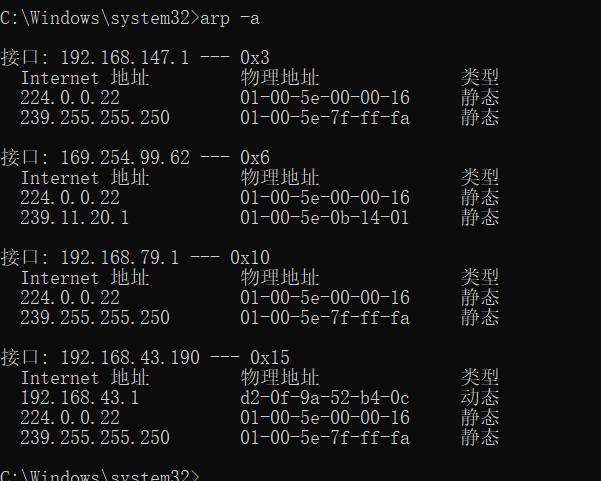 C:\Windows\system32>arp -a
接口: 192.168.147.1 --- 0x3
Internet 地址 物理地址 类型
224.0.0.22 01-00-5e-00-00-16 静态
239.255.255.250 01-00-5e-7f-ff-fa 静态
接口: 169.254.99.62 --- 0x6
Internet 地址 物理地址 类型
224.0.0.22 01-00-5e-00-00-16 静态
239.11.20.1 01-00-5e-0b-14-01 静态
接口: 192.168.79.1 --- 0x10
Internet 地址 物理地址 类型
224.0.0.22 01-00-5e-00-00-16 静态
239.255.255.250 01-00-5e-7f-ff-fa 静态
接口: 192.168.43.190 --- 0x15
Internet 地址 物理地址 类型
192.168.43.1 d2-0f-9a-52-b4-0c 动态
224.0.0.22 01-00-5e-00-00-16 静态
239.255.255.250 01-00-5e-7f-ff-fa 静态
C:\Windows\system32>